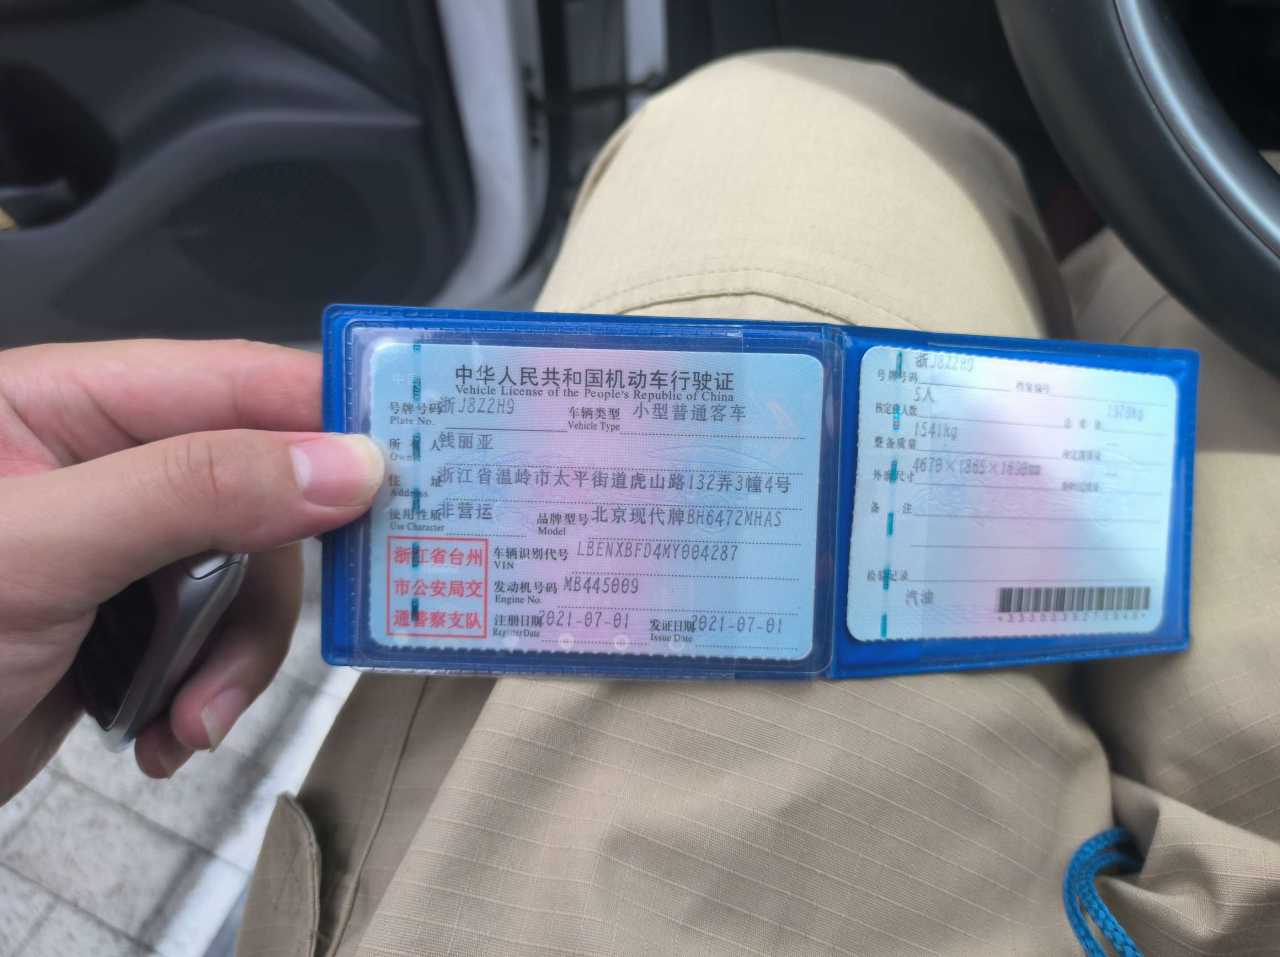 中华人民共和国机动车行驶证
Vehicle License of the People's Republic of China
号牌号码 浙J8Z2H9 车辆类型 小型普通客车
Plate No. Vehicle Type
所 人 钱丽亚
住 址 浙江省温岭市太平街道虎山路132弄3幢4号
Address
使用性质 非营运 品牌型号 北京现代牌BH6472MHAS
Use Character Model
车辆识别代号 LBENXBFD4MY004287
VIN
发动机号码 MB445009
Engine No.
注册日期 2021-07-01 发证日期 2021-07-01
Register Date Issue Date
浙江省台州
市公安局交
通警察支队
号牌号码 浙J8Z2H9 档案编号
核定载人数 5人 总质量 1970kg
整备质量 1541kg 核定载质量
外廓尺寸
备 注
检验记录
汽油